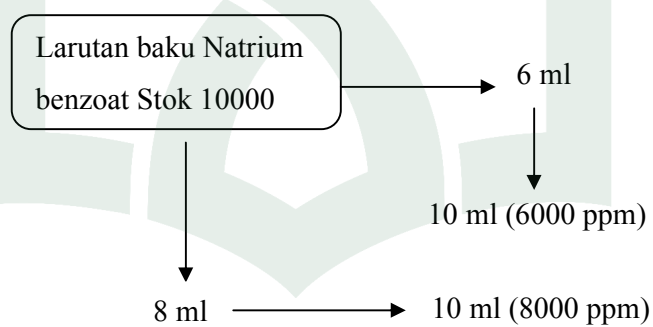 Larutan baku Natrium
benzoat Stok 10000
6 ml
10 ml (6000 ppm)
8 ml
10 ml (8000 ppm)